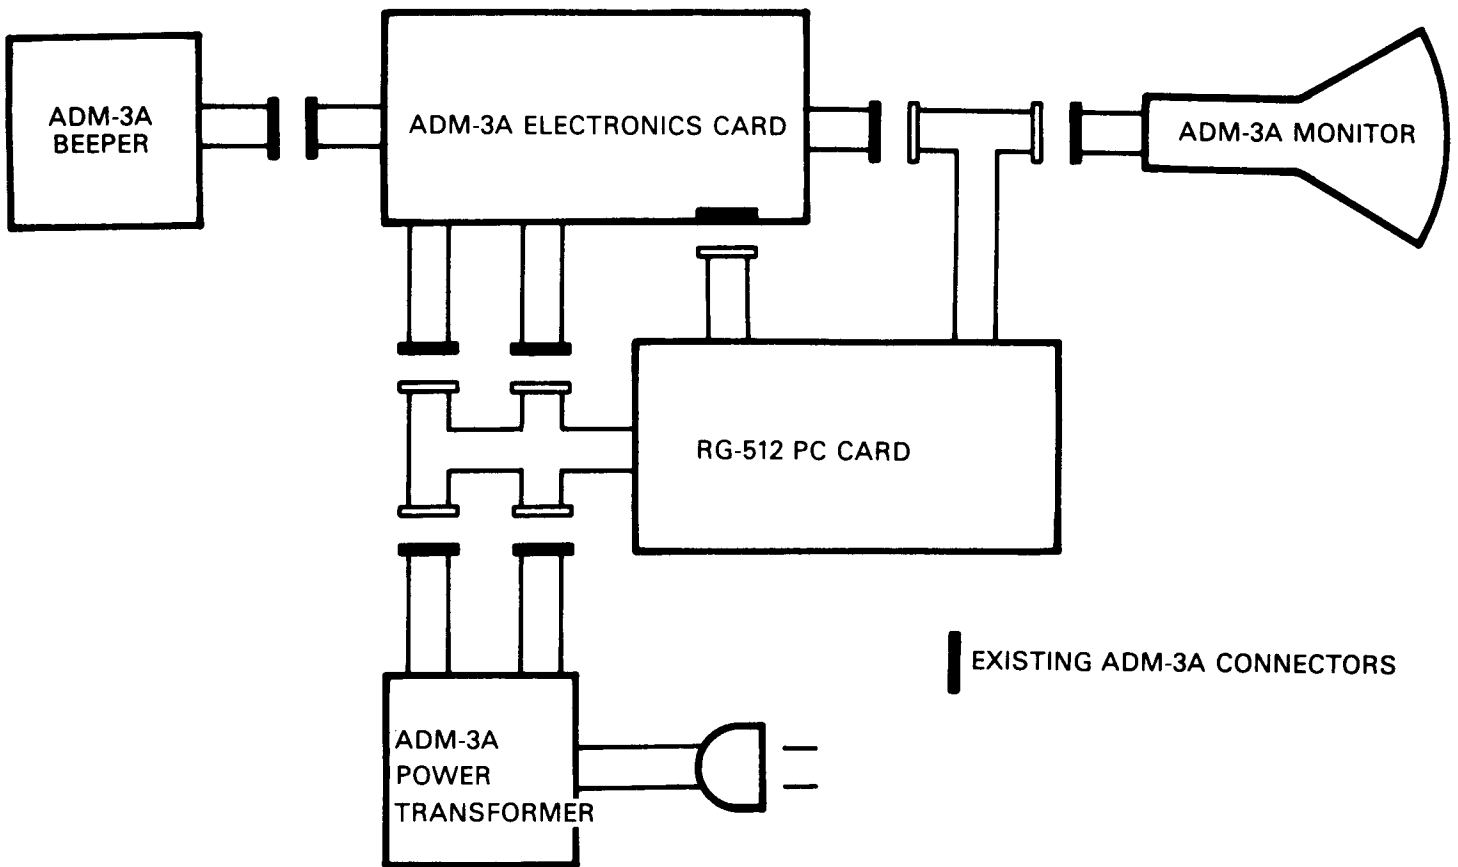 ADM-3A
BEEPER
ADM-3A ELECTRONICS CARD
ADM-3A MONITOR
RG-512 PC CARD
EXISTING ADM-3A CONNECTORS
ADM-3A
POWER
TRANSFORMER